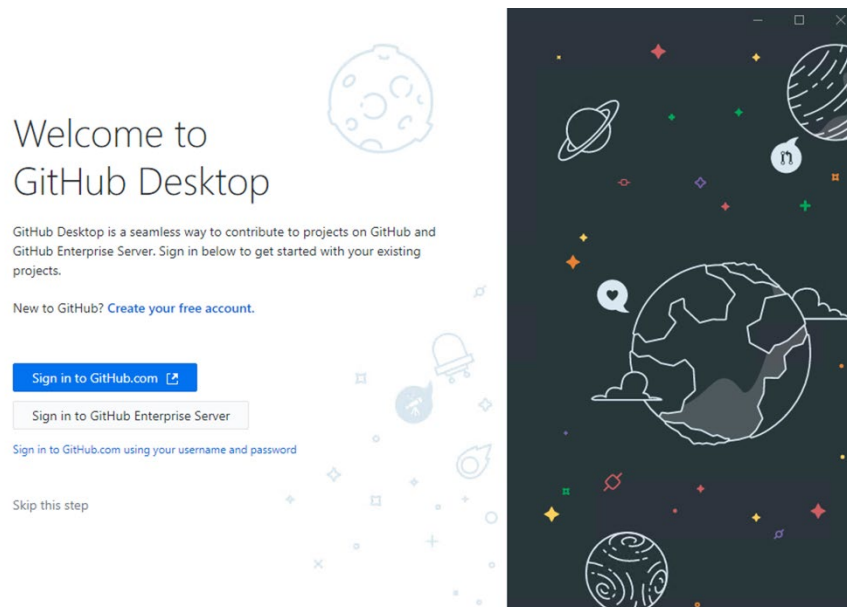 Welcome to
GitHub Desktop
GitHub Desktop is a seamless way to contribute to projects on GitHub and
GitHub Enterprise Server. Sign in below to get started with your existing
projects.
New to GitHub? Create your free account.
Sign in to GitHub.com
Sign in to GitHub Enterprise Server
Sign in to GitHub.com using your username and password
Skip this step